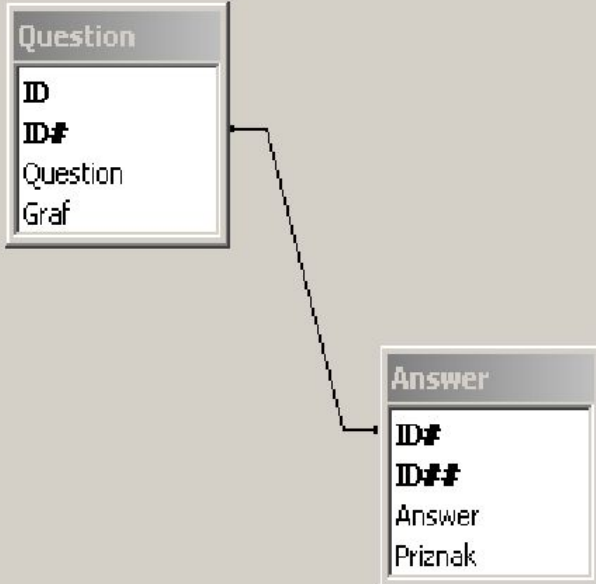 Question
ID
ID#
Question
Graf
Answer
ID#
ID##
Answer
Priznak